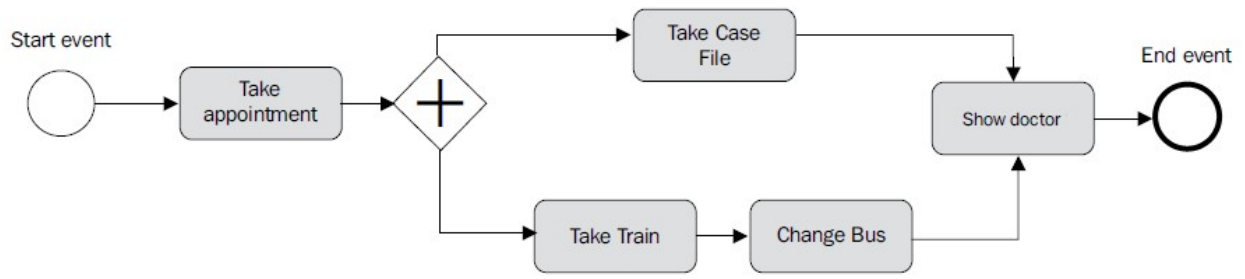 Start event
Take
appointment
Take Case
File
Take Train
Change Bus
Show doctor
End event